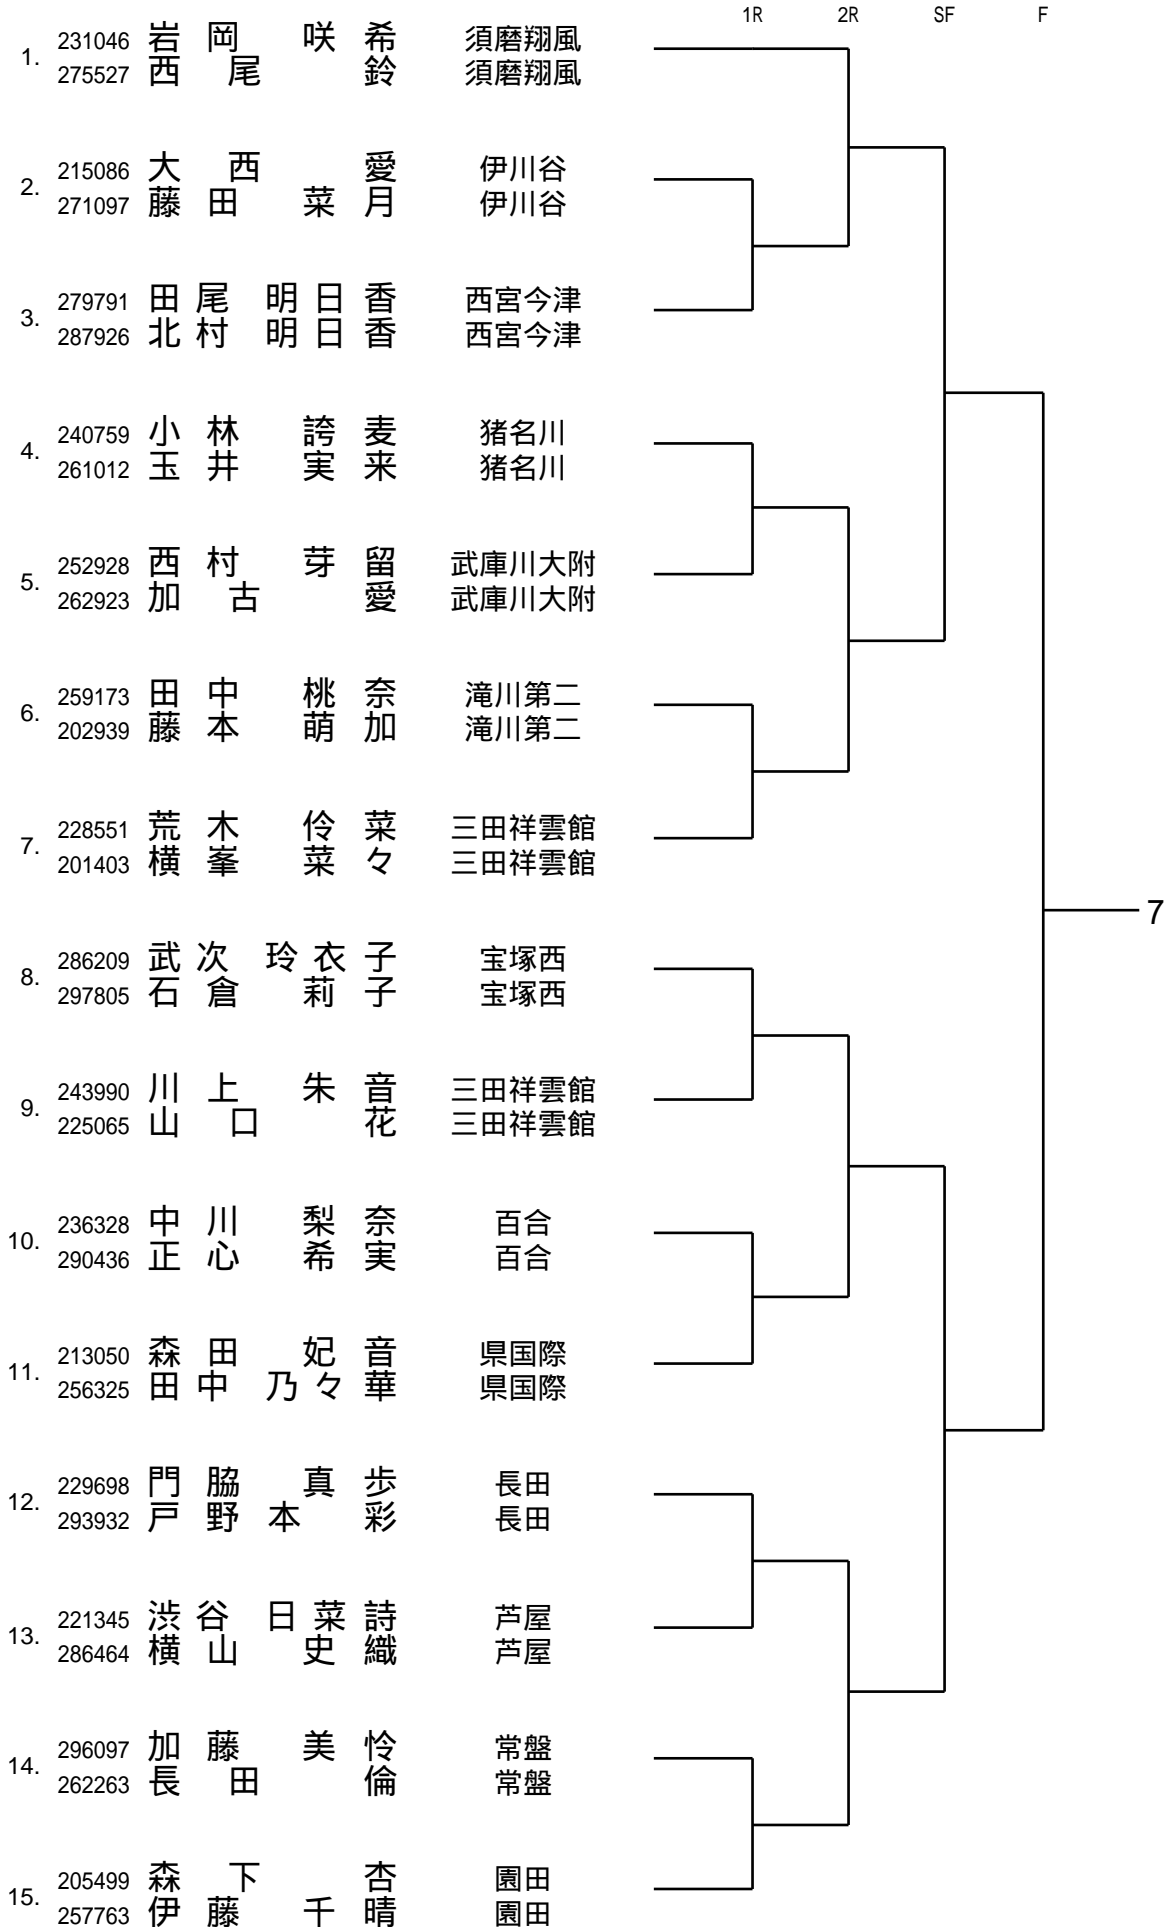 1R 2R SF F
1. 231046 岩岡 咲希 須磨翔風
275527 西尾 鈴 須磨翔風
2. 215086 大西 愛 伊川谷
271097 藤田 菜月 伊川谷
3. 279791 田尾 明日香 西宮今津
287926 北村 明日香 西宮今津
4. 240759 小林 誇麦 猪名川
261012 玉井 実来 猪名川
5. 252928 西村 芽留 武庫川大附
262923 加古 愛 武庫川大附
6. 259173 田中 桃奈 滝川第二
202939 藤本 萌加 滝川第二
7. 228551 荒木 伶菜 三田祥雲館
201403 横峯 菜々 三田祥雲館
7
8. 286209 武次 玲衣子 宝塚西
297805 石倉 莉子 宝塚西
9. 243990 川上 朱音 三田祥雲館
225065 山口 花 三田祥雲館
10. 236328 中川 梨奈 百合
290436 正心 希実 百合
11. 213050 森田 妃音 県国際
256325 田中 乃々華 県国際
12. 229698 門脇 真歩 長田
293932 戸野本 彩 長田
13. 221345 渋谷 日菜詩 芦屋
286464 横山 史織 芦屋
14. 296097 加藤 美怜 常盤
262263 長田 倫 常盤
15. 205499 森下 杏 園田
257763 伊藤 千晴 園田